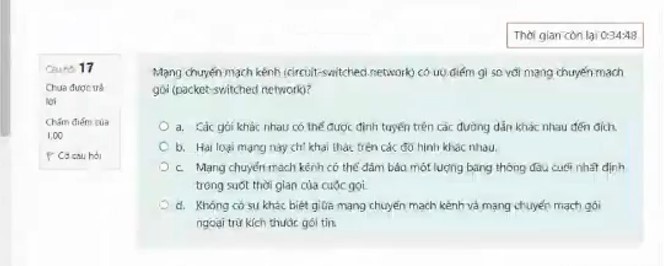 Thời gian còn lại 0:34:48
Câu hỏi 17
Chưa được trả
lời
Chấm điểm của
1,00
Cờ câu hỏi
Mạng chuyển mạch kênh (circuit-switched network) có ưu điểm gì so với mạng chuyển mạch
gói (packet-switched network)?
a. Các gói khác nhau có thể được định tuyến trên các đường dẫn khác nhau đến đích.
b. Hai loại mạng này chỉ khai thác trên các đồ hình khác nhau.
c. Mạng chuyển mạch kênh có thể đảm bảo một lượng băng thông đầu cuối nhất định
trong suốt thời gian của cuộc gọi.
d. Không có sự khác biệt giữa mạng chuyển mạch kênh và mạng chuyển mạch gói
ngoại trừ kích thước gói tin.